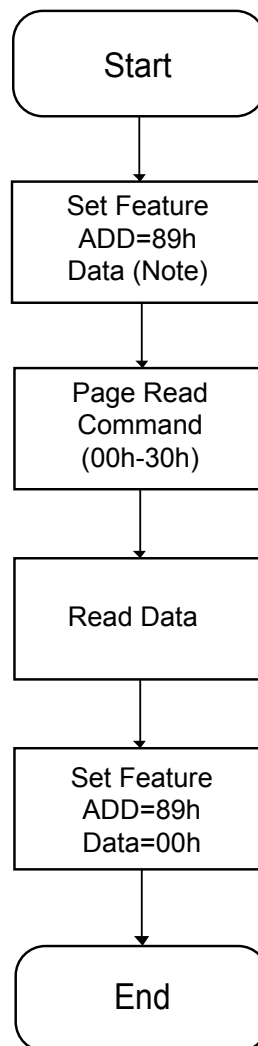 Start
Set Feature
ADD=89h
Data (Note)
Page Read
Command
(00h-30h)
Read Data
Set Feature
ADD=89h
Data=00h
End